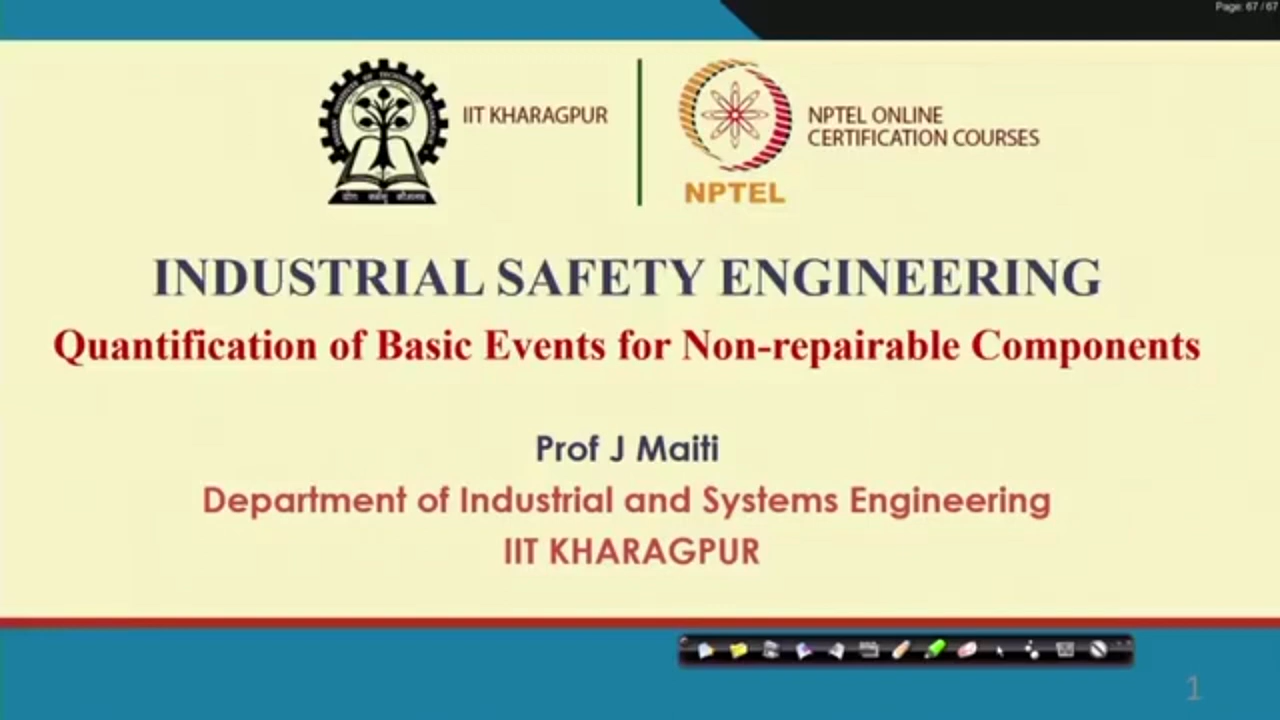 Page: 67 / 67
IIT KHARAGPUR
NPTEL ONLINE
CERTIFICATION COURSES
NPTEL
INDUSTRIAL SAFETY ENGINEERING
Quantification of Basic Events for Non-repairable Components
Prof J Maiti
Department of Industrial and Systems Engineering
IIT KHARAGPUR
1